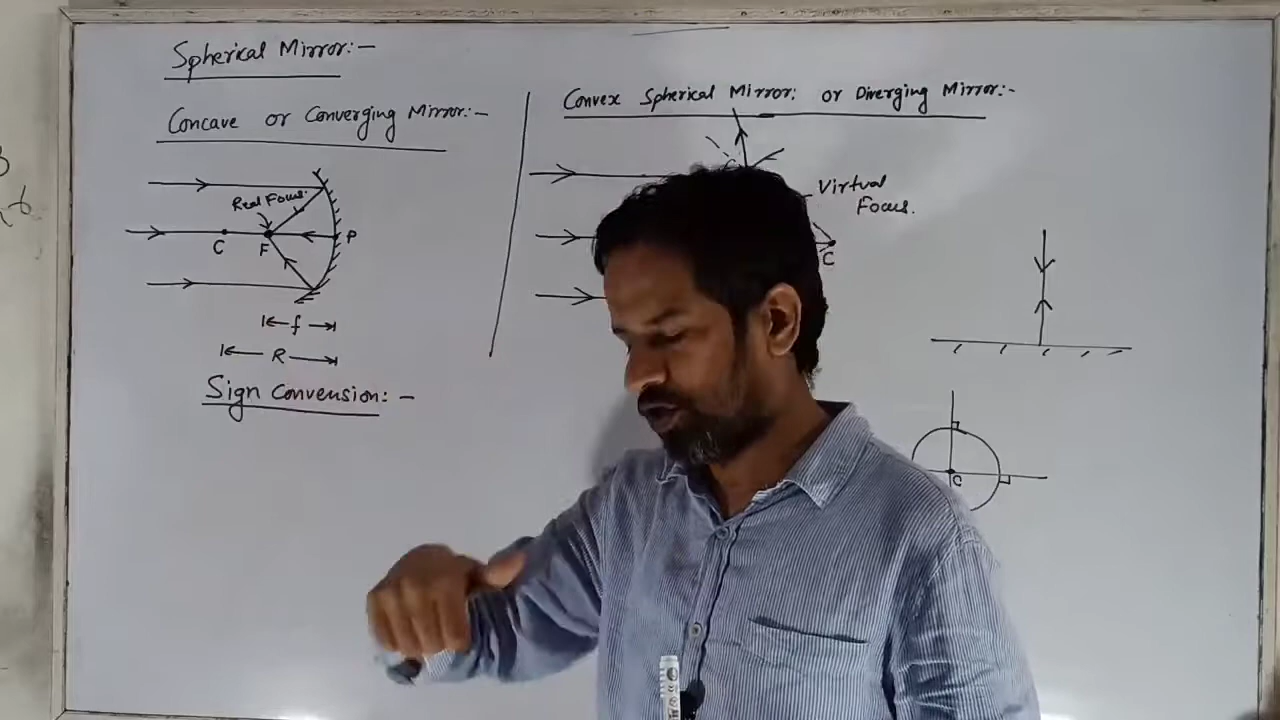 Spherical Mirror:-
Concave or Converging Mirror:-
Real Focus.
C F P
f
R
Sign Convension:-
Convex Spherical Mirror: or Diverging Mirror:-
Virtual
Focus.
C
C